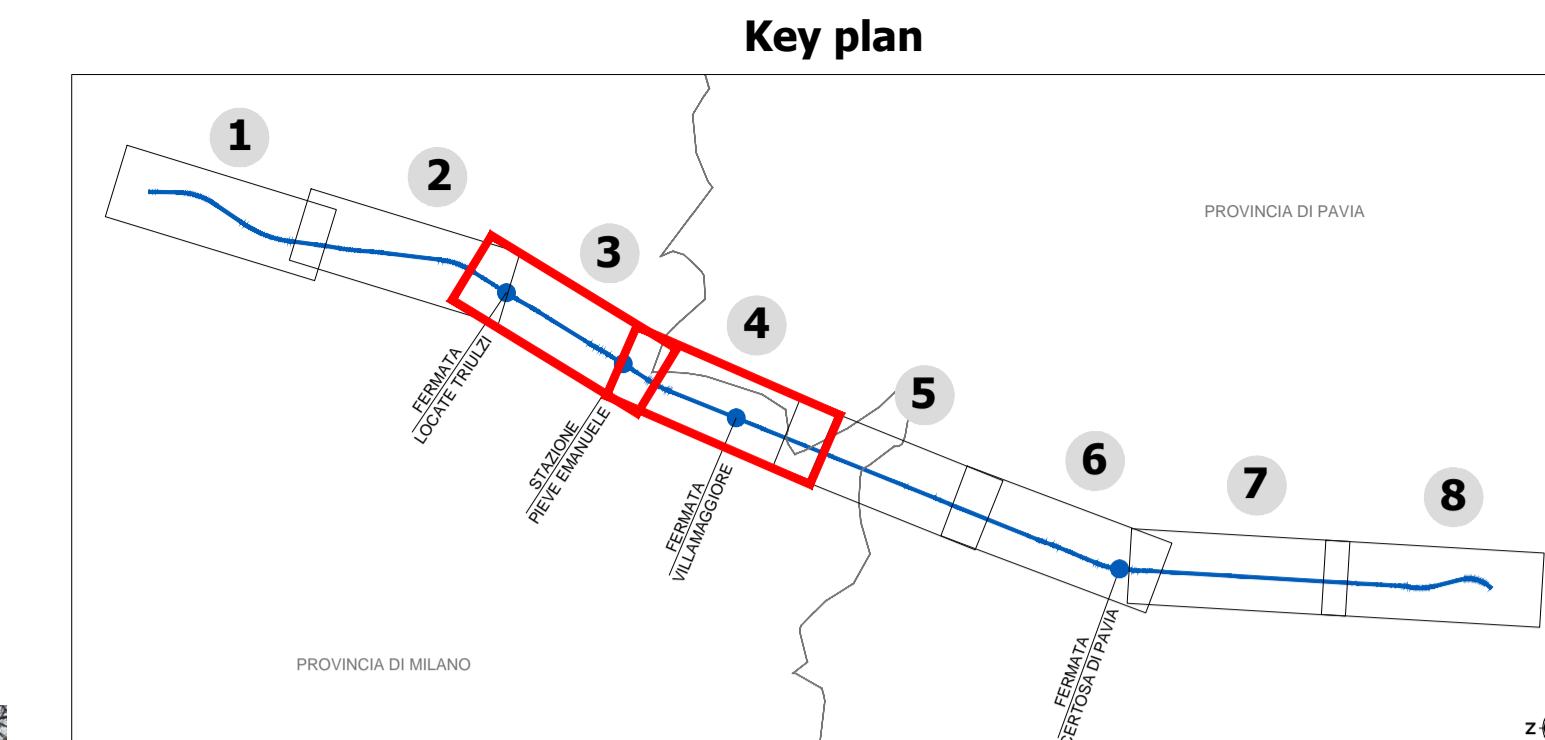 Key plan
1
2
3
4
5
6
7
8
PROVINCIA DI PAVIA
FERMATA
LOCATE TRIULZI
STAZIONE
PIEVE EMANUELE
FERMATA
VILLAMAGGIORE
FERMATA
CERTOSA DI PAVIA
PROVINCIA DI MILANO
Z